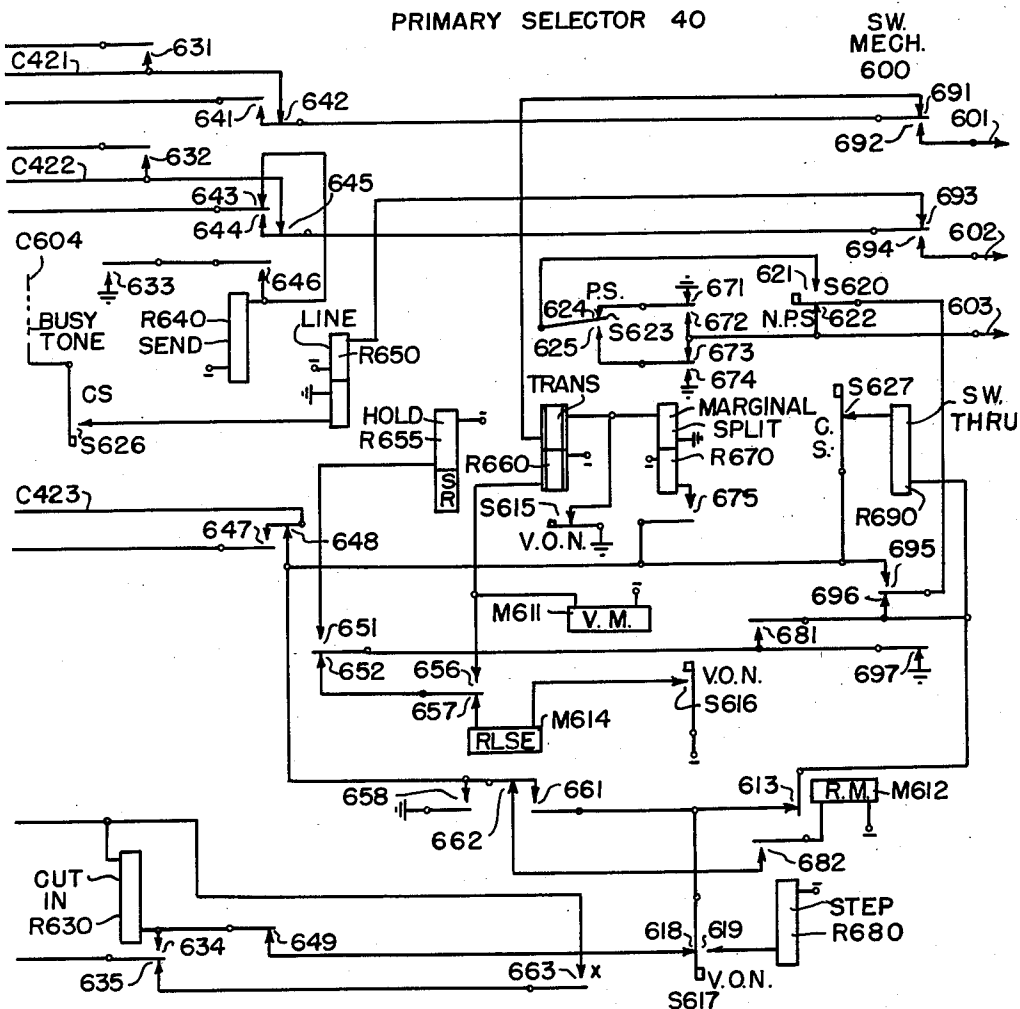 PRIMARY SELECTOR 40
SW.
MECH.
600
631
C421
642
691
641
601
692
632
C422
645
643
693
644
694
602
C604
621
S620
633
646
P.S.
671
624
603
R640
LINE
S623
672
N.P.S
622
BUSY
TONE
SEND
R650
625
673
674
TRANS
S627
CS
MARGINAL
SPLIT
SW.
THRU
HOLD
R655
C.
S.
S626
R660
R670
SR
C423
S615
675
R690
647
V.O.N.
648
695
M611
V. M.
696
651
681
652
656
V.O.N.
697
657
S616
M614
RLSE
613
658
661
R.M.
M612
662
682
CUT
IN
STEP
R630
618
619
R680
634
649
663
x
635
V.O.N.
S617